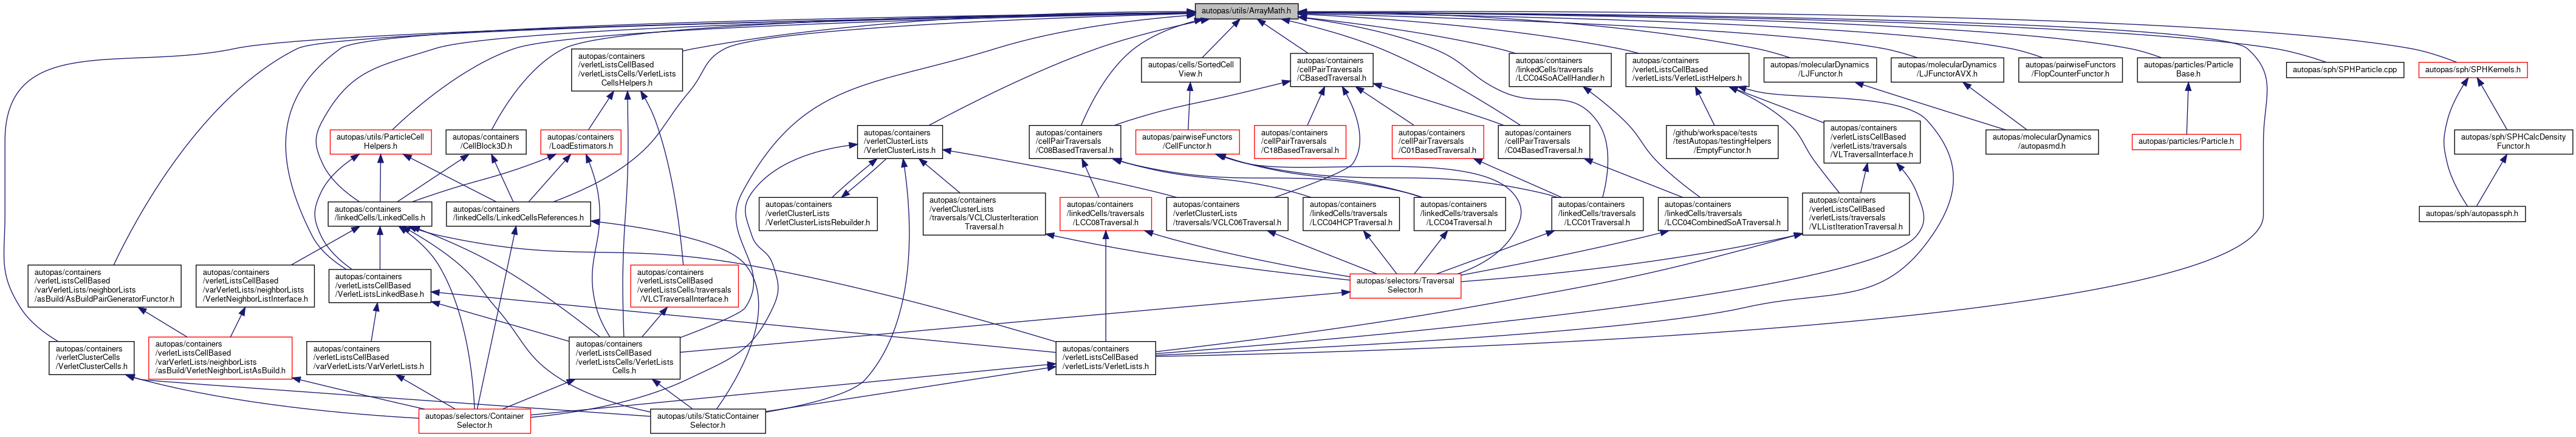 autopas/utils/ArrayMath.h
autopas/containers
/verletListsCellBased
/verletListsCells/VerletLists
CellsHelpers.h
autopas/cells/SortedCell
View.h
autopas/containers
/cellPairTraversals
/CBasedTraversal.h
autopas/containers
/linkedCells/traversals
/LCC04SoACellHandler.h
autopas/containers
/verletListsCellBased
/verletLists/VerletListHelpers.h
autopas/molecularDynamics
/LJFunctor.h
autopas/molecularDynamics
/LJFunctorAVX.h
autopas/pairwiseFunctors
/FlopCounterFunctor.h
autopas/particles/Particle
Base.h
autopas/sph/SPHParticle.cpp
autopas/sph/SPHKernels.h
autopas/utils/ParticleCell
Helpers.h
autopas/containers
/CellBlock3D.h
autopas/containers
/LoadEstimators.h
autopas/containers
/verletClusterLists
/VerletClusterLists.h
autopas/containers
/cellPairTraversals
/C08BasedTraversal.h
autopas/pairwiseFunctors
/CellFunctor.h
autopas/containers
/cellPairTraversals
/C18BasedTraversal.h
autopas/containers
/cellPairTraversals
/C01BasedTraversal.h
autopas/containers
/cellPairTraversals
/C04BasedTraversal.h
/github/workspace/tests
/testAutopas/testingHelpers
/EmptyFunctor.h
autopas/containers
/verletListsCellBased
/verletLists/traversals
/VLTraversalInterface.h
autopas/molecularDynamics
/autopasmd.h
autopas/particles/Particle.h
autopas/sph/SPHCalcDensity
Functor.h
autopas/containers
/linkedCells/LinkedCells.h
autopas/containers
/linkedCells/LinkedCellsReferences.h
autopas/containers
/verletClusterLists
/VerletClusterListsRebuilder.h
autopas/containers
/verletClusterLists
/traversals/VCLClusterIteration
Traversal.h
autopas/containers
/linkedCells/traversals
/LCC08Traversal.h
autopas/containers
/verletClusterLists
/traversals/VCLC06Traversal.h
autopas/containers
/linkedCells/traversals
/LCC04HCPTraversal.h
autopas/containers
/linkedCells/traversals
/LCC04Traversal.h
autopas/containers
/linkedCells/traversals
/LCC01Traversal.h
autopas/containers
/linkedCells/traversals
/LCC04CombinedSoATraversal.h
autopas/containers
/verletListsCellBased
/verletLists/traversals
/VLListIterationTraversal.h
autopas/sph/autopassph.h
autopas/containers
/verletListsCellBased
/varVerletLists/neighborLists
/asBuild/AsBuildPairGeneratorFunctor.h
autopas/containers
/verletListsCellBased
/varVerletLists/neighborLists
/VerletNeighborListInterface.h
autopas/containers
/verletListsCellBased
/VerletListsLinkedBase.h
autopas/containers
/verletListsCellBased
/verletListsCells/traversals
/VLCTraversalInterface.h
autopas/selectors/Traversal
Selector.h
autopas/containers
/verletClusterCells
/VerletClusterCells.h
autopas/containers
/verletListsCellBased
/varVerletLists/neighborLists
/asBuild/VerletNeighborListAsBuild.h
autopas/containers
/verletListsCellBased
/varVerletLists/VarVerletLists.h
autopas/containers
/verletListsCellBased
/verletListsCells/VerletLists
Cells.h
autopas/containers
/verletListsCellBased
/verletLists/VerletLists.h
autopas/selectors/Container
Selector.h
autopas/utils/StaticContainer
Selector.h